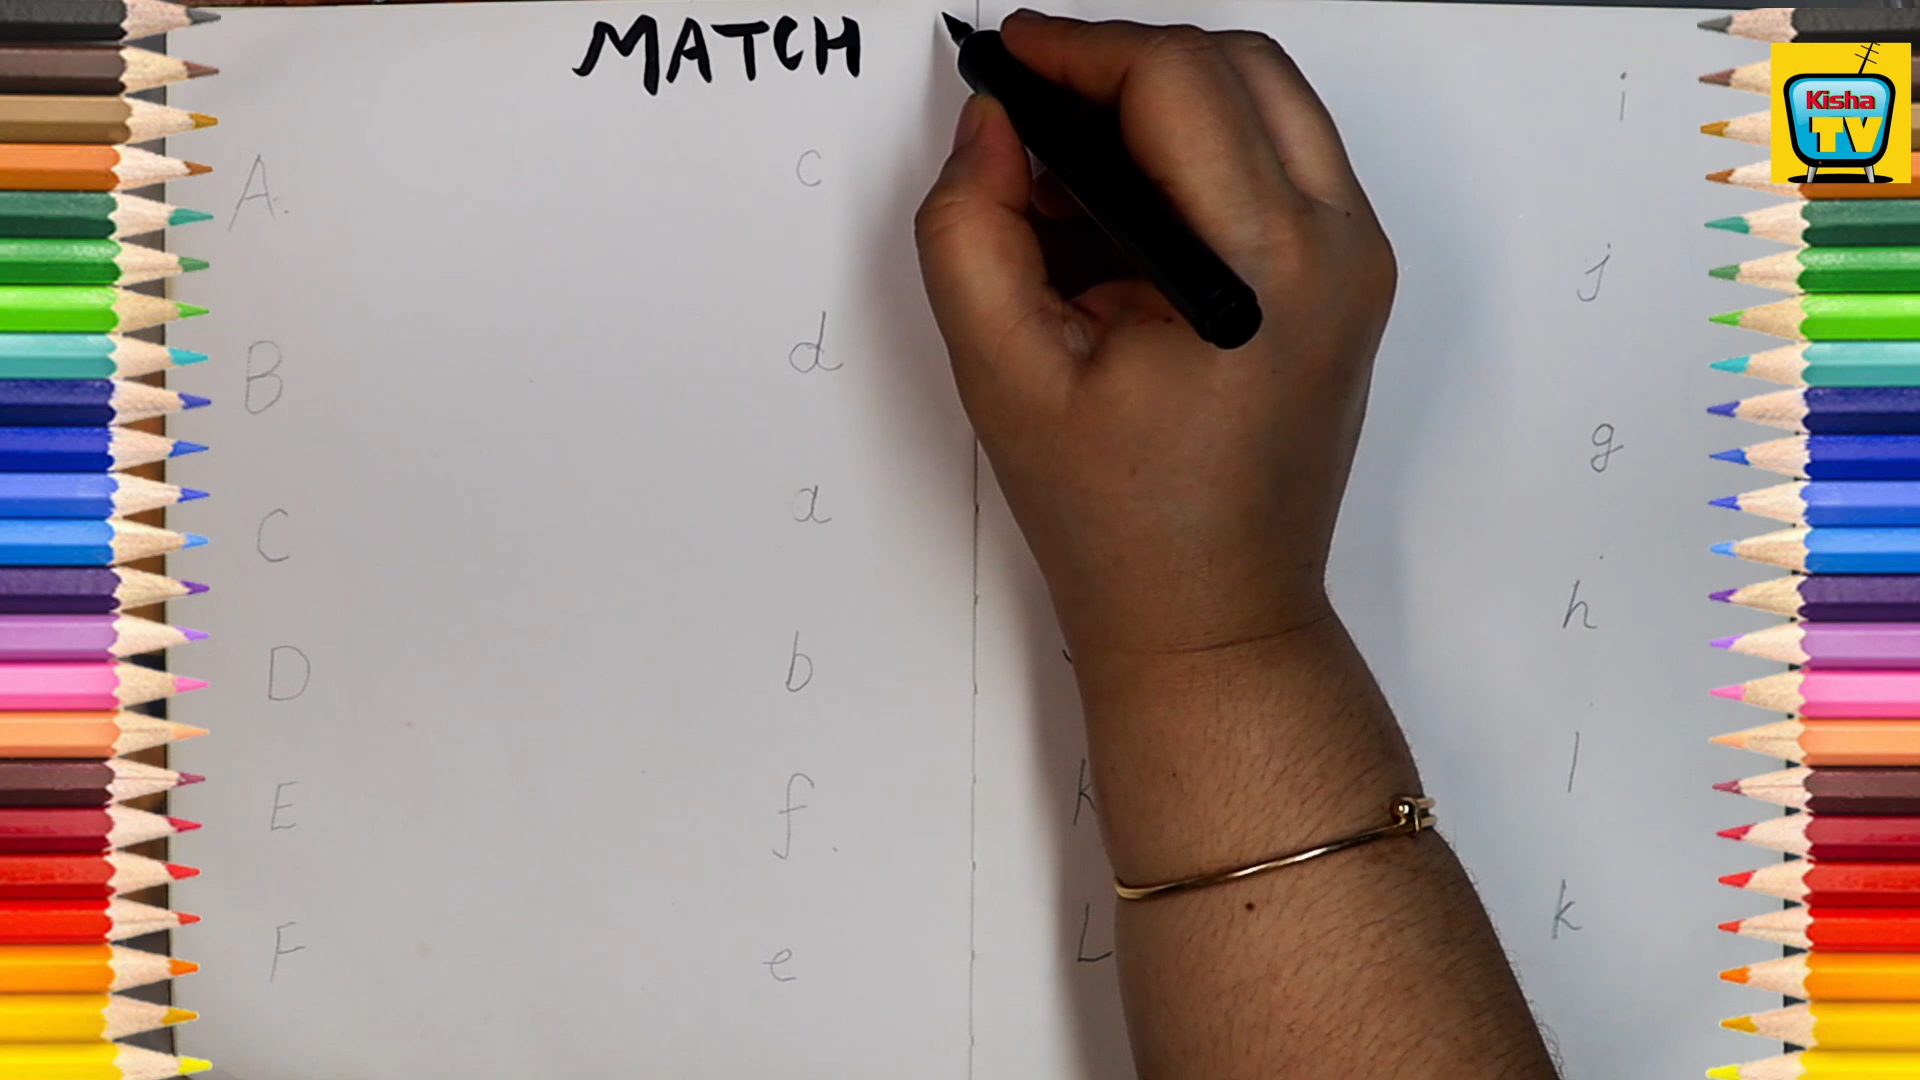 MATCH
A. c i
B d j
C a g
D b h
E f. k l
F e L k
Kisha
TV